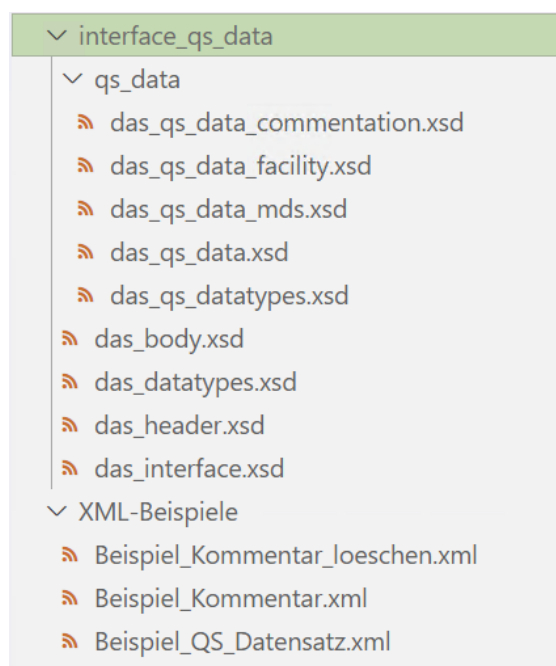 interface_qs_data
qs_data
das_qs_data_commentation.xsd
das_qs_data_facility.xsd
das_qs_data_mds.xsd
das_qs_data.xsd
das_qs_datatypes.xsd
das_body.xsd
das_datatypes.xsd
das_header.xsd
das_interface.xsd
XML-Beispiele
Beispiel_Kommentar_loeschen.xml
Beispiel_Kommentar.xml
Beispiel_QS_Datensatz.xml